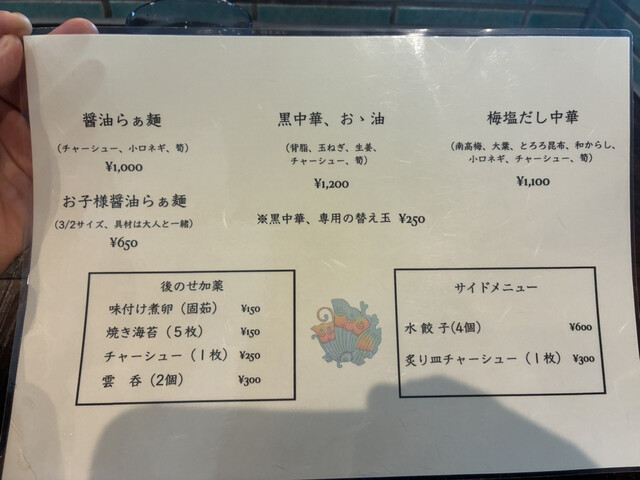 醤油らぁ麺
(チャーシュー、小口ネギ、筍)
¥1,000
お子様醤油らぁ麺
(3/2サイズ、具材は大人と一緒)
¥650
黒中華、おゝ油
(背脂、玉ねぎ、生姜、
チャーシュー、筍)
¥1,200
※黒中華、専用の替え玉 ¥250
梅塩だし中華
(南高梅、大葉、とろろ昆布、和からし、
小口ネギ、チャーシュー、筍)
¥1,100
後のせ加薬
味付け煮卵（固茹） ¥150
焼き海苔（５枚） ¥150
チャーシュー（１枚） ¥250
雲　呑（2個） ¥300
サイドメニュー
水 餃 子(4個) ¥600
炙り皿チャーシュー（１枚） ¥300